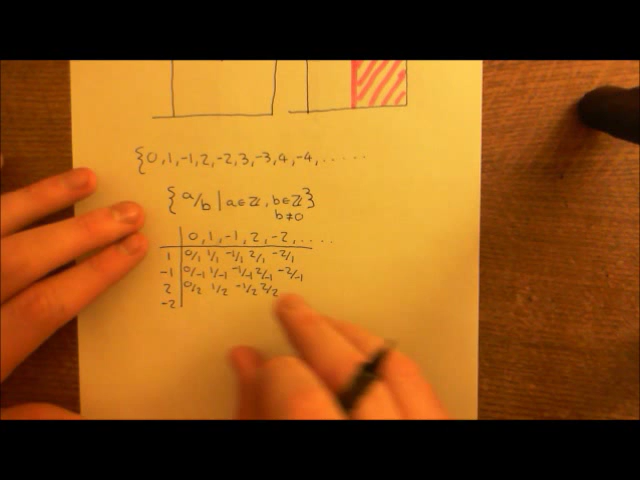 {0, 1, -1, 2, -2, 3, -3, 4, -4, .....
{a/b | a∈ℤ, b∈ℤ}
b≠0
0, 1, -1, 2, -2, ....
1 0/1 1/1 -1/1 2/1 -2/1
-1 0/-1 1/-1 -1/-1 2/-1 -2/-1
2 0/2 1/2 -1/2 2/2
-2